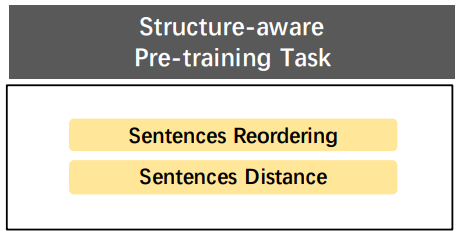 Structure-aware
Pre-training Task
Sentences Reordering
Sentences Distance